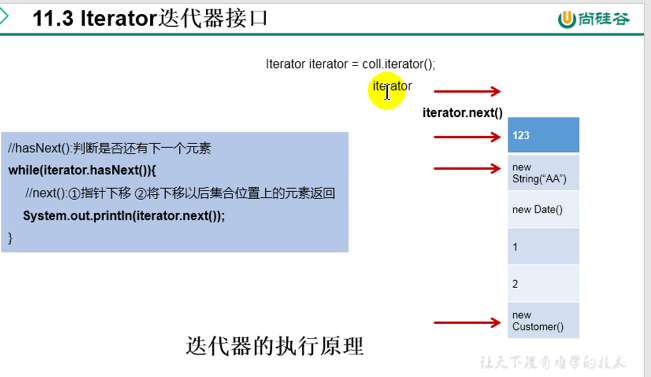 11.3 Iterator迭代器接口
尚硅谷
Iterator iterator = coll.iterator();
iterator
iterator.next()
//hasNext():判断是否还有下一个元素
while(iterator.hasNext()){
//next():①指针下移 ②将下移以后集合位置上的元素返回
System.out.println(iterator.next());
}
123
new
String(“AA”)
new Date()
1
2
new
Customer()
迭代器的执行原理
让天下没有难学的技术